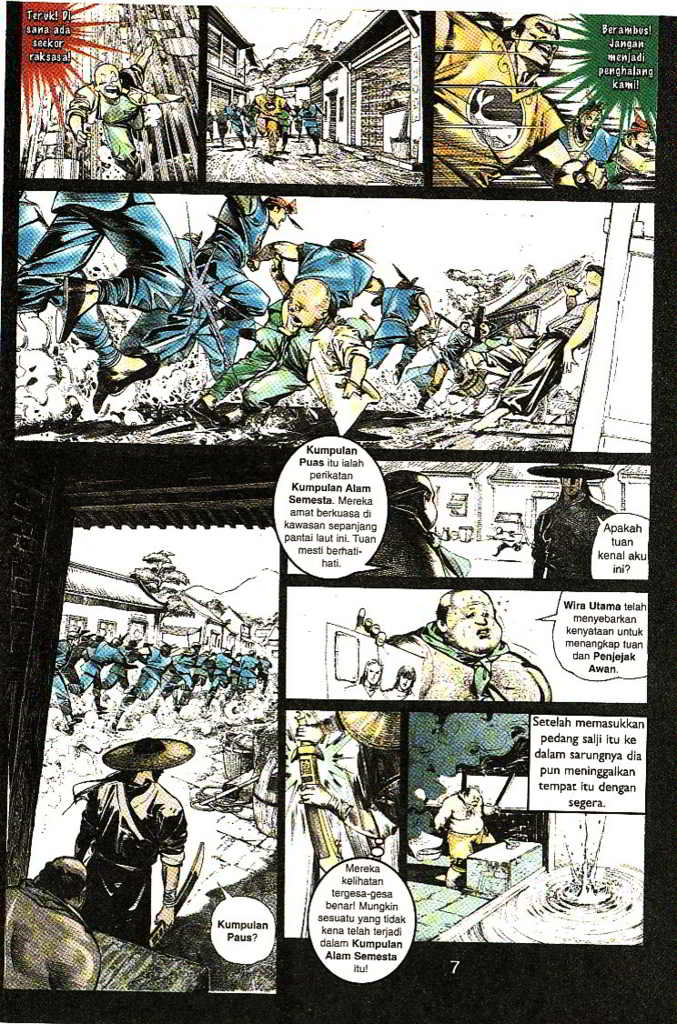 Teruk! Di
sana ada
seekor
raksasa!
Berambus!
Jangan
menjadi
penghalang
kami!
Kumpulan
Puas itu ialah
perikatan
Kumpulan Alam
Semesta. Mereka
amat berkuasa di
kawasan sepanjang
pantai laut ini. Tuan
mesti berhati-
hati.
Apakah
tuan
kenal aku
ini?
Wira Utama telah
menyebarkan
kenyataan untuk
menangkap tuan
dan Penjejak
Awan.
Kumpulan
Paus?
Mereka
kelihatan
tergesa-gesa
benar! Mungkin
sesuatu yang tidak
kena telah terjadi
dalam Kumpulan
Alam Semesta
itu!
Setelah memasukkan
pedang salji itu ke
dalam sarungnya dia
pun meninggalkan
tempat itu dengan
segera.
7